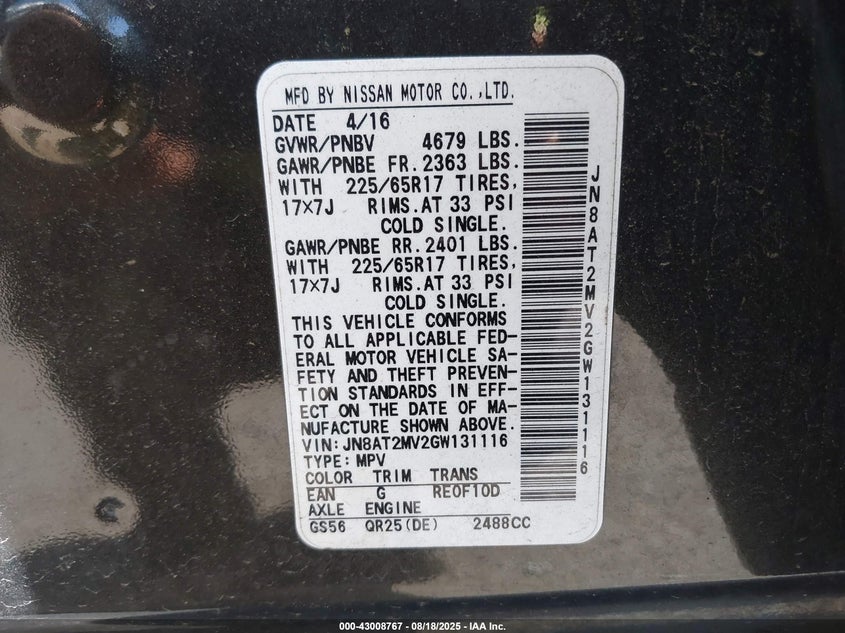 MFD BY NISSAN MOTOR CO.,LTD.
DATE 4/16
GVWR/PNBV 4679 LBS.
GAWR/PNBE FR. 2363 LBS.
WITH 225/65R17 TIRES,
17×7J RIMS. AT 33 PSI
COLD SINGLE.
GAWR/PNBE RR. 2401 LBS.
WITH 225/65R17 TIRES,
17×7J RIMS. AT 33 PSI
COLD SINGLE.
THIS VEHICLE CONFORMS
TO ALL APPLICABLE FED-
ERAL MOTOR VEHICLE SA-
FETY AND THEFT PREVEN-
TION STANDARDS IN EFF-
ECT ON THE DATE OF MA-
NUFACTURE SHOWN ABOVE.
VIN:JN8AT2MV2GW131116
TYPE:MPV
COLOR TRIM TRANS
EAN G RE0F10D
AXLE ENGINE
GS56 QR25(DE) 2488CC
JN8AT2MV2GW131116
000-43008767 - 08/18/2025 - IAA Inc.